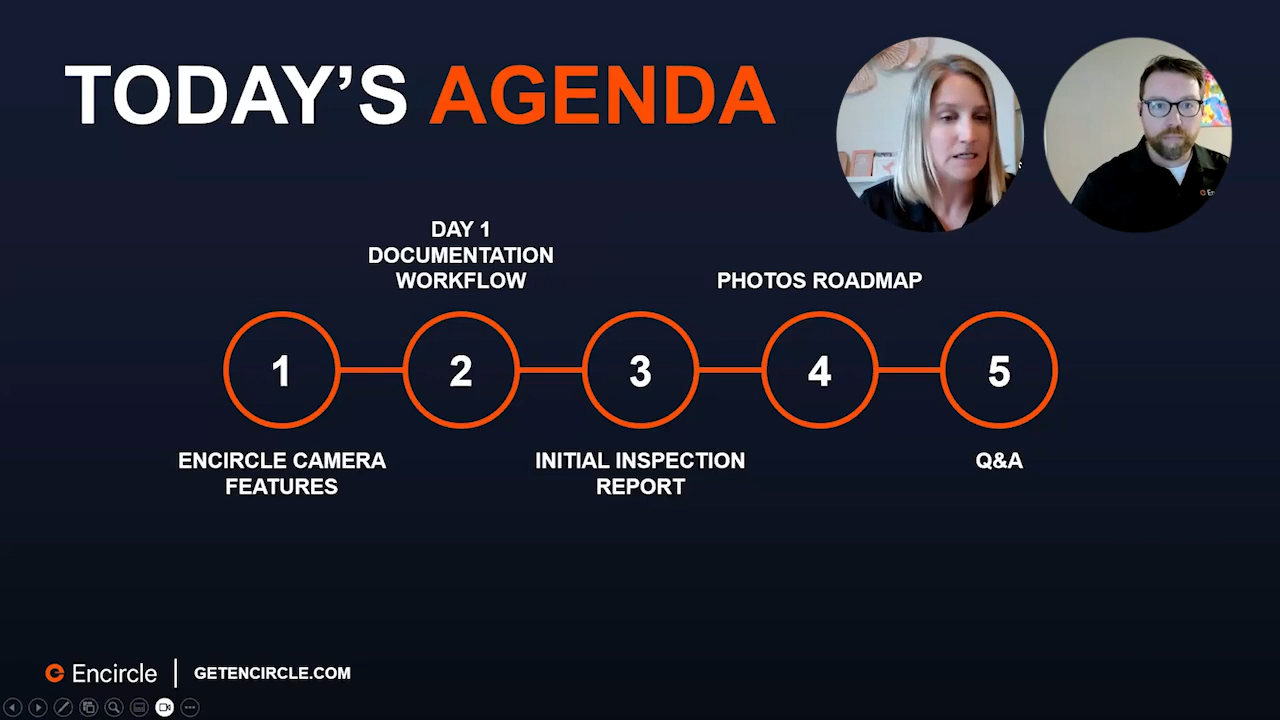 TODAY'S AGENDA
DAY 1
DOCUMENTATION
WORKFLOW
PHOTOS ROADMAP
1
2
3
4
5
ENCIRCLE CAMERA
FEATURES
INITIAL INSPECTION
REPORT
Q&A
Encircle
GETENCIRCLE.COM